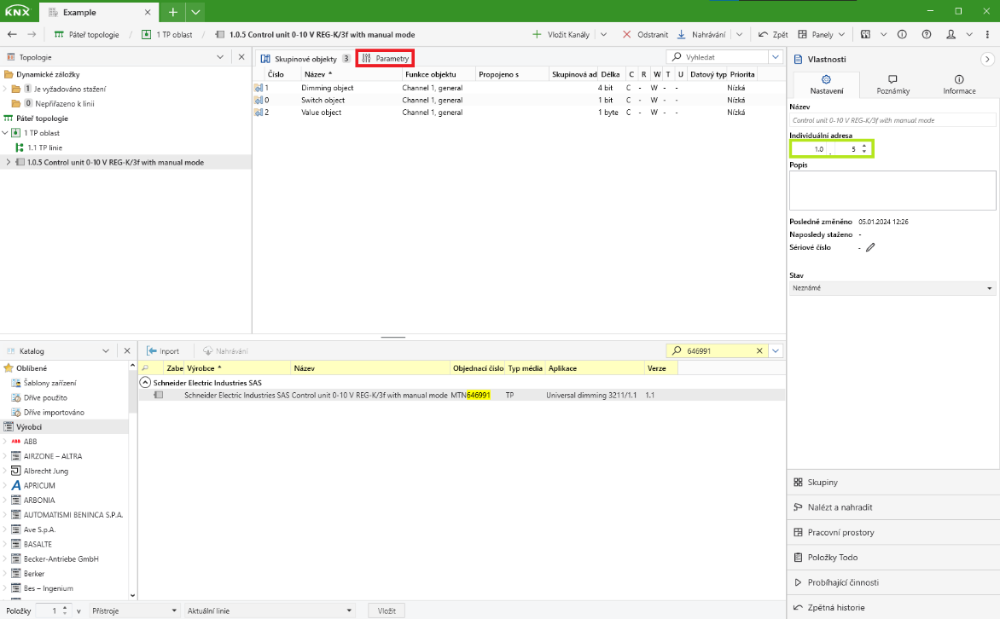 KNX Example
Páteř topologie / 1 TP oblast / 1.0.5 Control unit 0-10 V REG-K/3f with manual mode Vložit Kanály Odstranit Nahrávání Zpět Panely
Topologie
Dynamické záložky
1 Je vyžadováno stažení
0 Nepřiřazeno k linii
Páteř topologie
1 TP oblast
1.1 TP linie
1.0.5 Control unit 0-10 V REG-K/3f with manual mode
Skupinové objekty 3 Parametry Vyhledat
Číslo Název Funkce objektu Propojeno s Skupinová ad Délka C R W T U Datový typ Priorita
1 Dimming object Channel 1, general 4 bit C - W - - Nízká
0 Switch object Channel 1, general 1 bit C - W - - Nízká
2 Value object Channel 1, general 1 byte C - W - - Nízká
Vlastnosti
Nastavení Poznámky Informace
Název
Control unit 0-10 V REG-K/3f with manual mode
Individuální adresa
1.0 . 5
Popis
Posledně změněno 05.01.2024 12:26
Naposledy staženo -
Sériové číslo -
Stav
Neznámé
Skupiny
Nalézt a nahradit
Pracovní prostory
Položky Todo
Probíhající činnosti
Zpětná historie
Katalog
Oblíbené
Šablony zařízení
Dříve použito
Dříve importováno
Výrobci
ABB ABB
AIRZONE – ALTRA
Albrecht Jung
APRICUM
ARBONIA
AUTOMATISMI BENINCA S.P.A.
Ave S.p.A.
BASALTE
Becker-Antriebe GmbH
Berker
Bes – Ingenium
Inport Nahrávání 646991
Zabe Výrobce Název Objednací číslo Typ média Aplikace Verze
Schneider Electric Industries SAS
Schneider Electric Industries SAS Control unit 0-10 V REG-K/3f with manual mode MTN646991 TP Universal dimming 3211/1.1 1.1
Položky 1 v Přístroje Aktuální linie Vložit